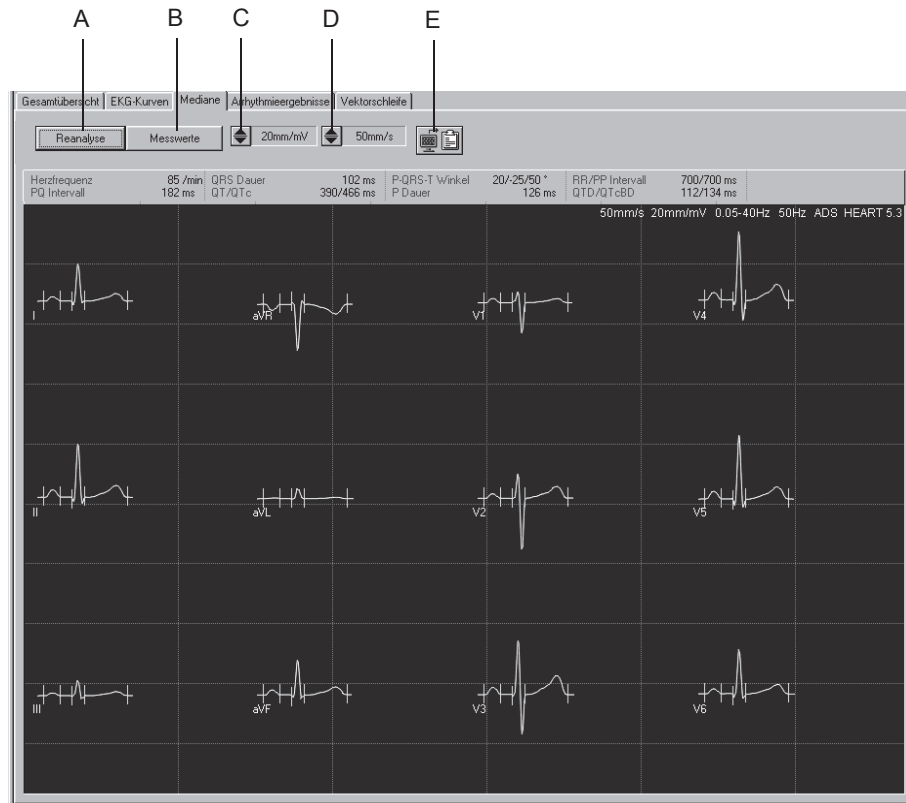 A B C D E
Gesamtübersicht EKG-Kurven Mediane Arrhythmieergebnisse Vektorschleife
Reanalyse Messwerte 20mm/mV 50mm/s
Herzfrequenz 85 /min QRS Dauer 102 ms P-QRS-T Winkel 20/-25/50 ° RR/PP Intervall 700/700 ms
PQ Intervall 182 ms QT/QTc 390/466 ms P Dauer 126 ms QTD/QTcBD 112/134 ms
50mm/s 20mm/mV 0.05-40Hz 50Hz ADS HEART 5.3
I aVR V1 V4
II aVL V2 V5
III aVF V3 V6